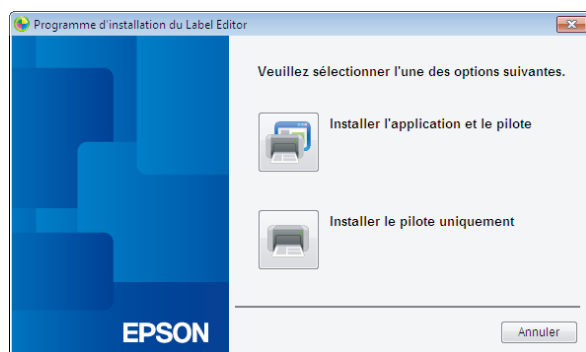 Programme d'installation du Label Editor
Veuillez sélectionner l'une des options suivantes.
Installer l'application et le pilote
Installer le pilote uniquement
EPSON
Annuler